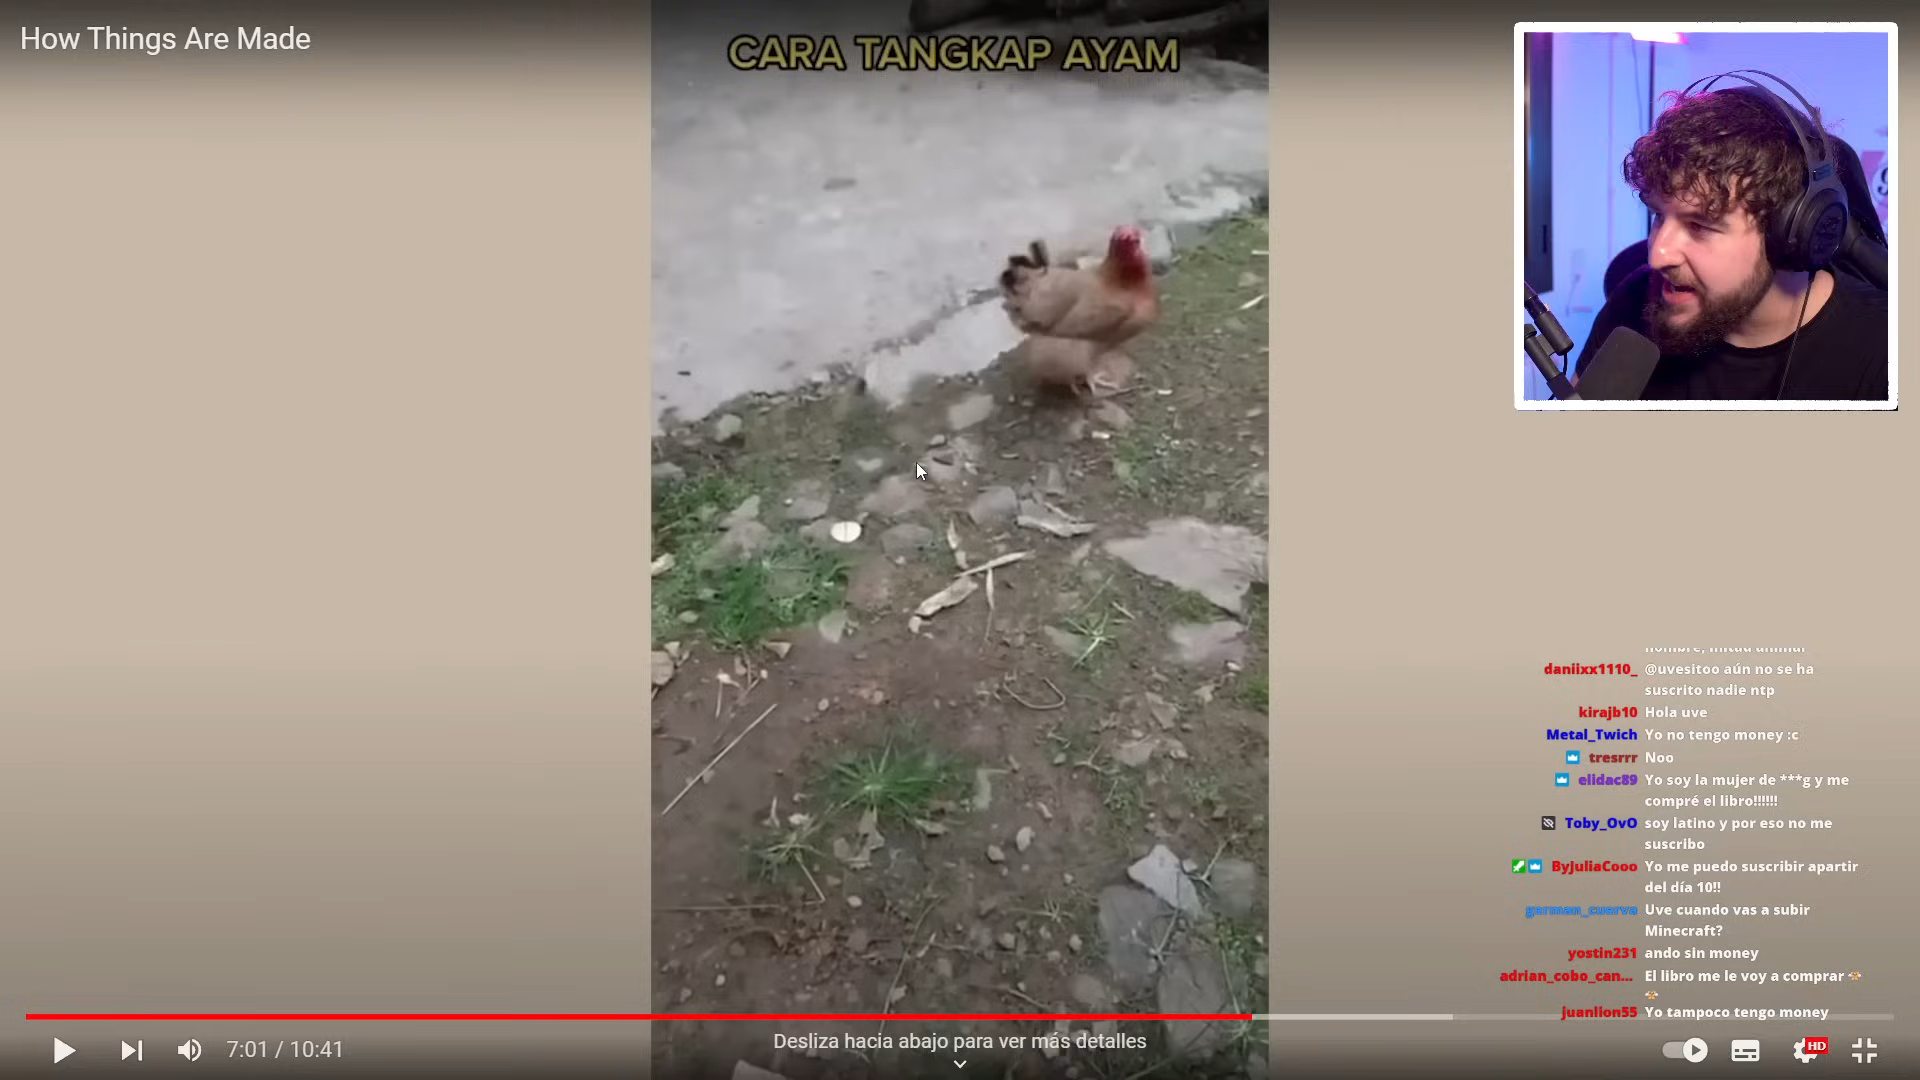 How Things Are Made
CARA TANGKAP AYAM
daniixx1110_ @uvesitoo aún no se ha
suscrito nadie ntp
kirajb10 Hola uve
Metal_Twich Yo no tengo money :c
tresrrr Noo
elidac89 Yo soy la mujer de ***g y me
compré el libro!!!!!!
Toby_OvO soy latino y por eso no me
suscribo
ByJuliaCooo Yo me puedo suscribir apartir
del día 10!!
german_cuerva Uve cuando vas a subir
Minecraft?
yostin231 ando sin money
adrian_cobo_can... El libro me le voy a comprar
juanlion55 Yo tampoco tengo money
7:01 / 10:41
Desliza hacia abajo para ver más detalles
HD